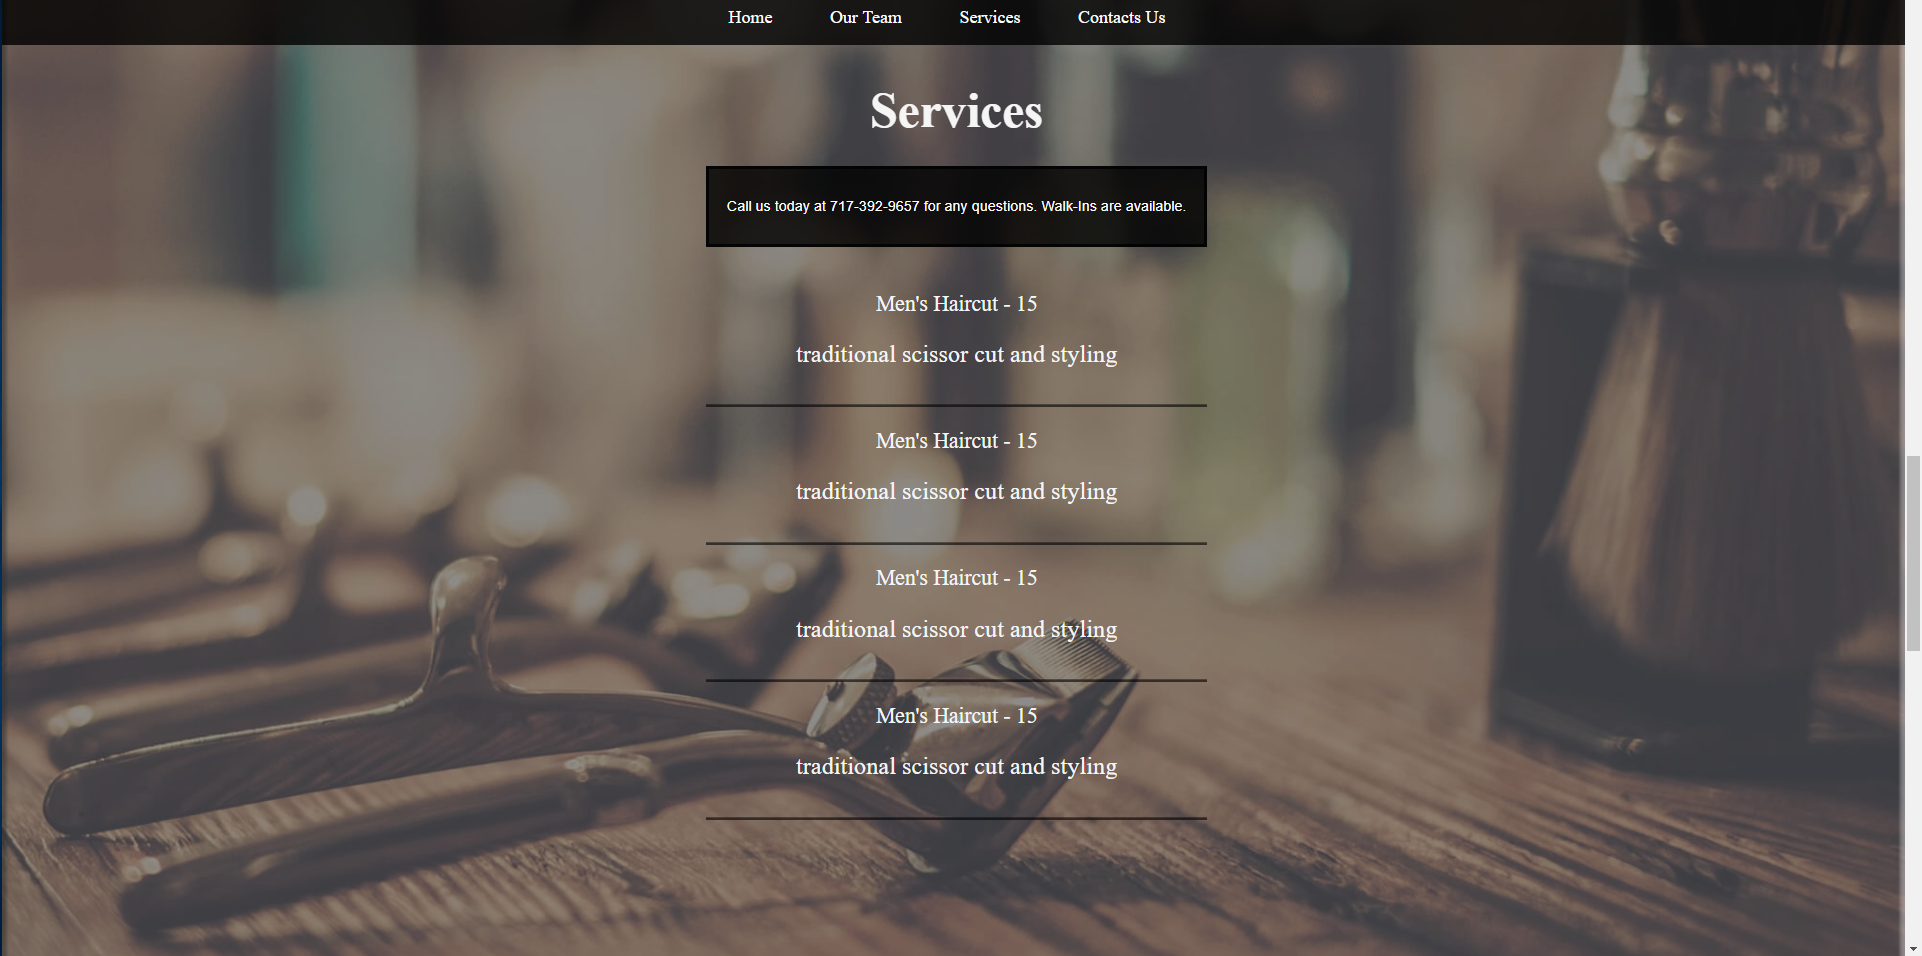 Home Our Team Services Contacts Us
Services
Call us today at 717-392-9657 for any questions. Walk-Ins are available.
Men's Haircut - 15
traditional scissor cut and styling
Men's Haircut - 15
traditional scissor cut and styling
Men's Haircut - 15
traditional scissor cut and styling
Men's Haircut - 15
traditional scissor cut and styling